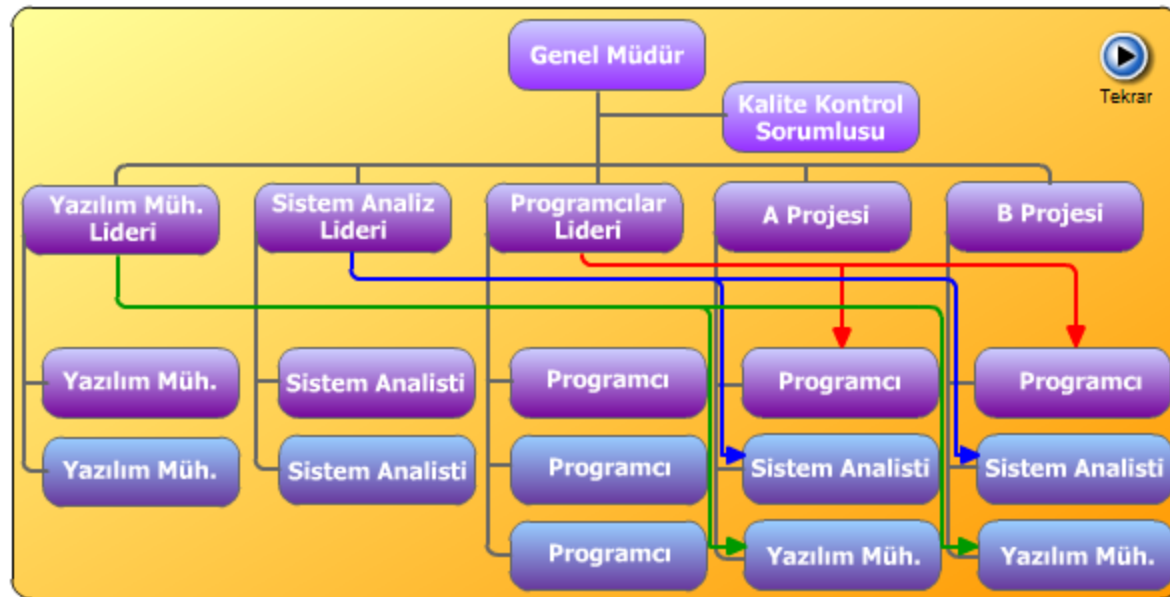 Genel Müdür
Tekrar
Kalite Kontrol
Sorumlusu
Yazılım Müh.
Lideri
Sistem Analiz
Lideri
Programcılar
Lideri
A Projesi
B Projesi
Yazılım Müh.
Sistem Analisti
Programcı
Programcı
Programcı
Yazılım Müh.
Sistem Analisti
Programcı
Sistem Analisti
Sistem Analisti
Programcı
Yazılım Müh.
Yazılım Müh.